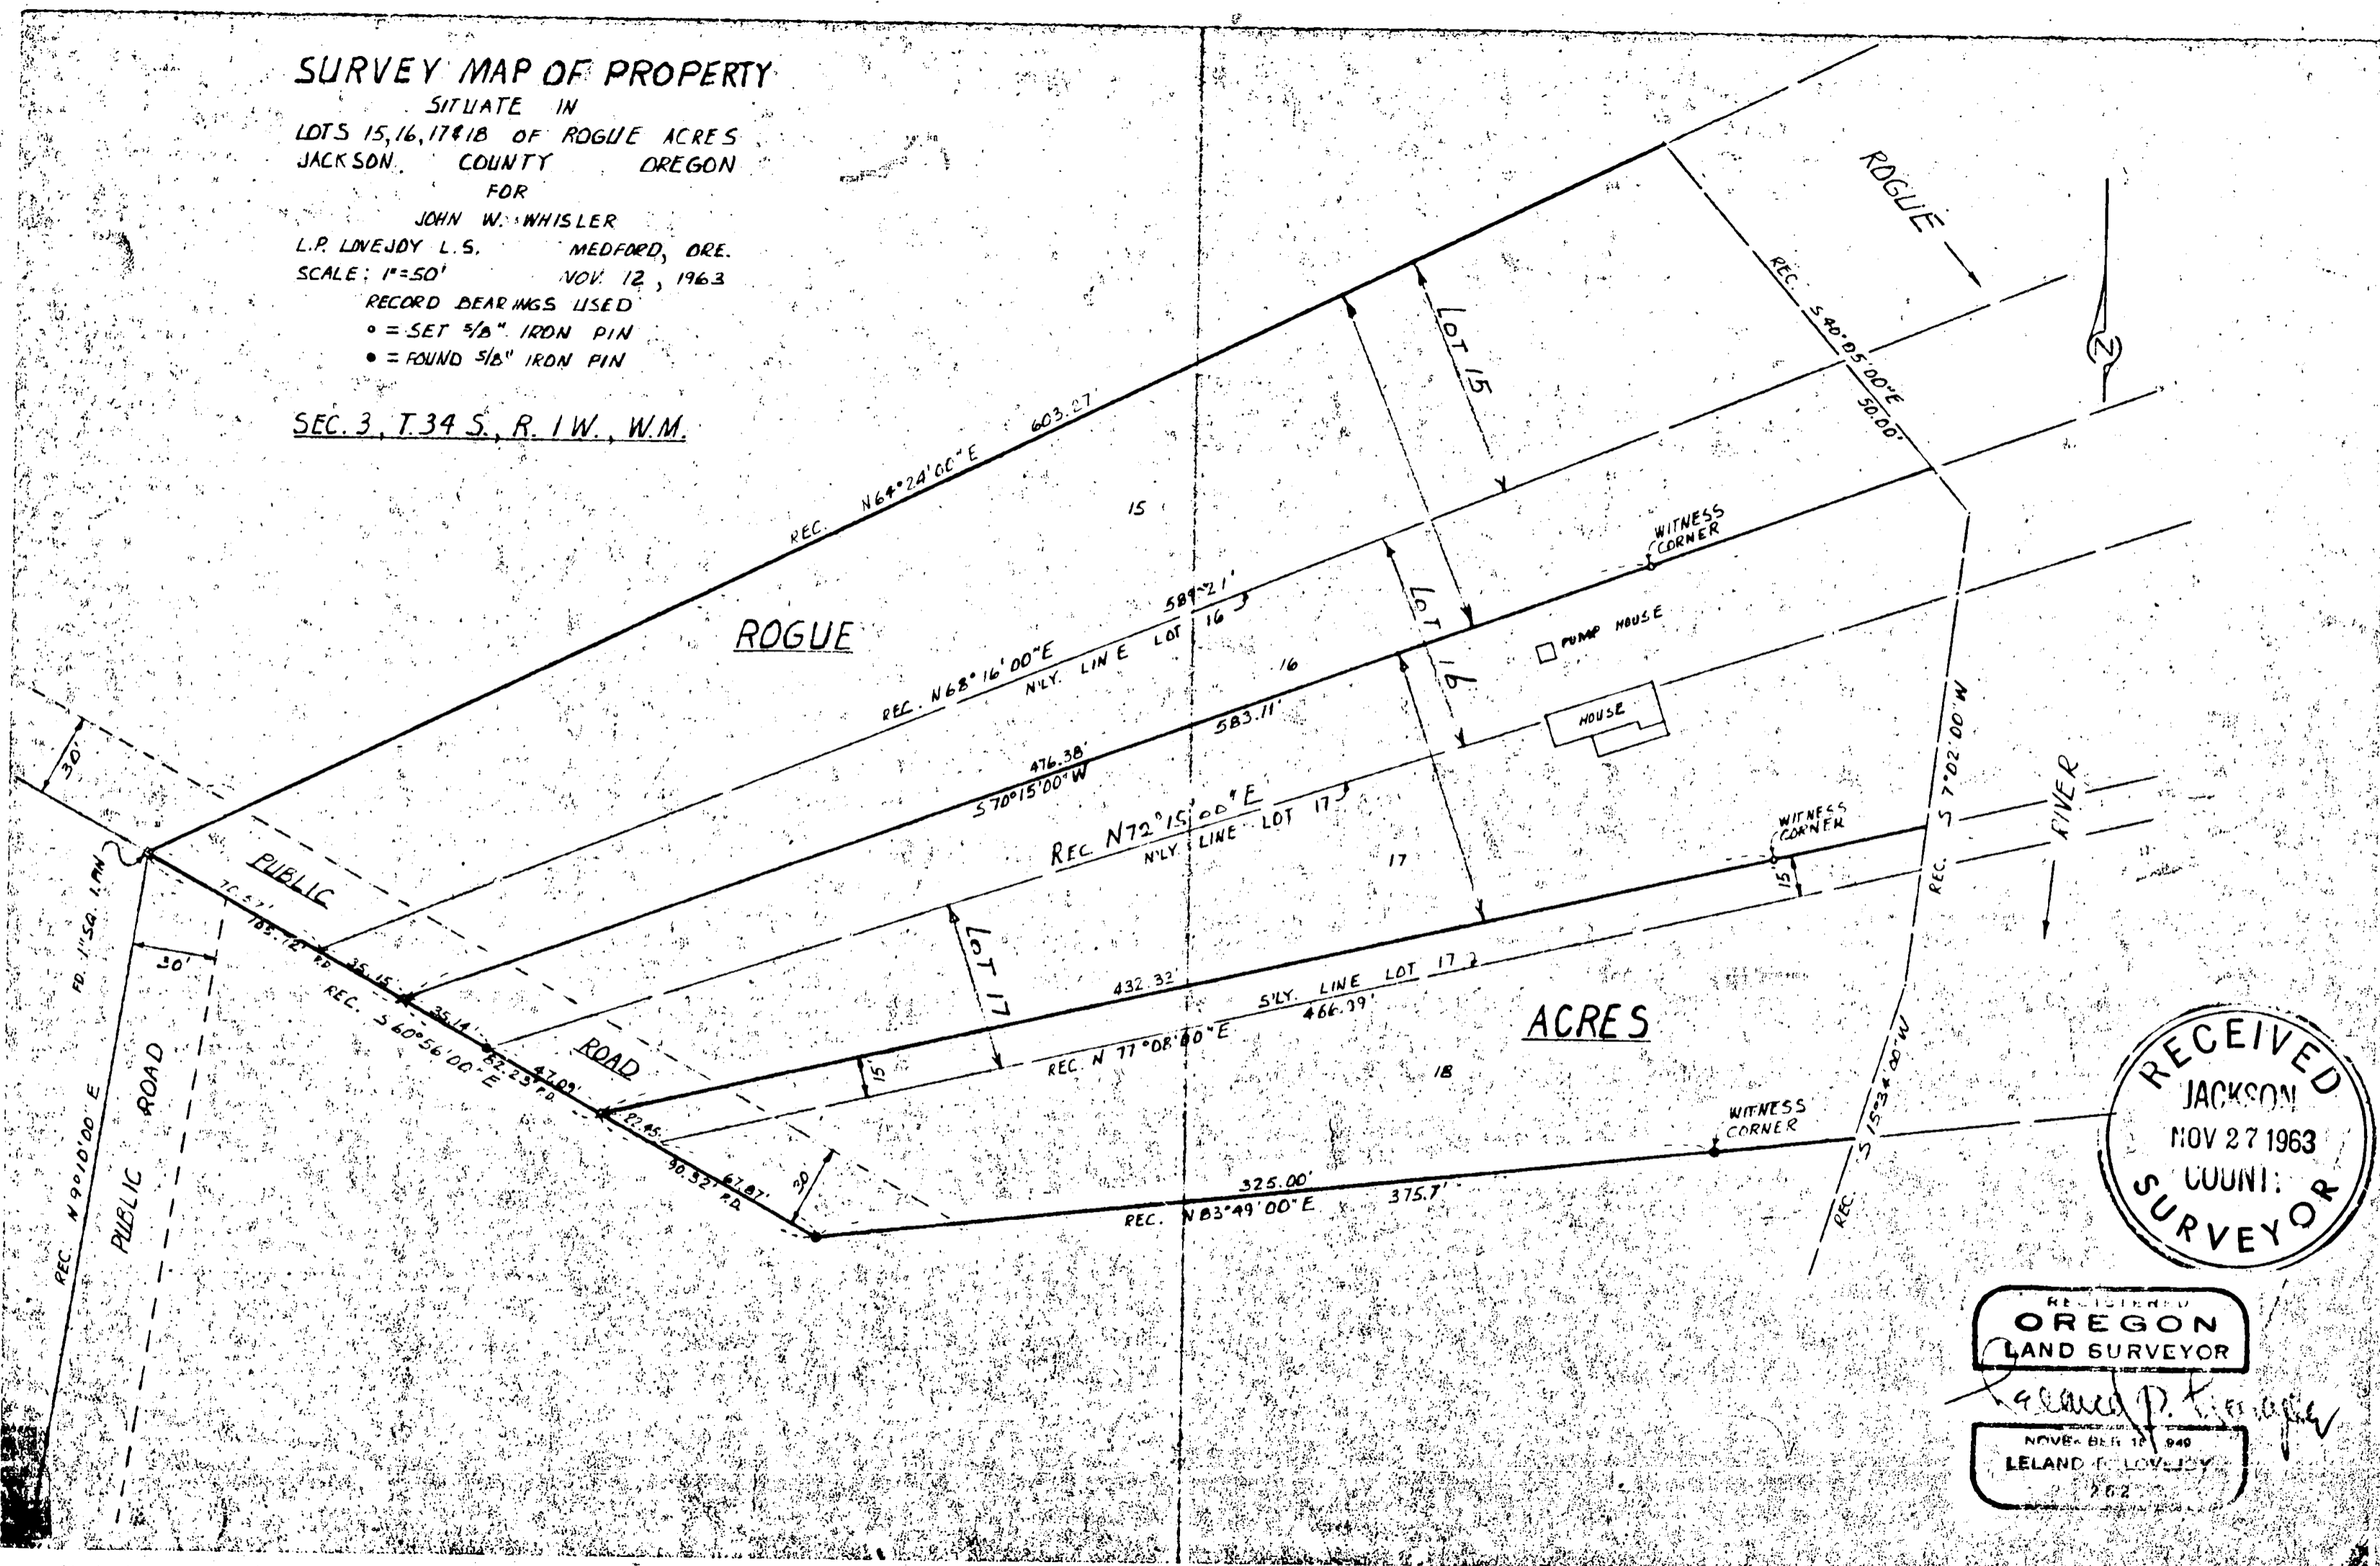 SURVEY MAP OF PROPERTY
SITUATE IN
LOTS 15,16,17&18 OF ROGUE ACRES
JACKSON COUNTY OREGON
FOR
JOHN W. WHISLER
L.P. LOVEJOY L.S. MEDFORD, ORE.
SCALE: 1"=50' NOV. 12, 1963
RECORD BEARINGS USED
° = SET 5/8" IRON PIN
• = FOUND 5/8" IRON PIN
SEC. 3, T.34 S., R. 1 W., W.M.
ROGUE
REC. S 40°05'00"E
50.00'
LOT 15
REC. N64°24'00"E 603.27
15
WITNESS
CORNER
589.21'
REC. N68°16'00"E
N'LY. LINE LOT 16
LOT 16
PUMP HOUSE
ROGUE
16
583.11'
HOUSE
476.38'
S70°15'00"W
REC. N72°15'00"E
N'LY. LINE LOT 17
17
WITNESS
CORNER
15'
REC. S 7°02'00"W
RIVER
30'
FD. 1"SQ. I.PIN
PUBLIC
ROAD
30'
35.15
REC. S 60°56'00"E
35.14'
47.09'
82.23' P.D.
22.45
67.87'
90.32' P.D.
30
LOT 17
432.32'
S'LY. LINE LOT 17
REC. N 77°08'00"E
15'
ACRES
18
WITNESS
CORNER
325.00'
REC. N83°49'00"E 375.7'
REC. S 15°34'00"W
REC. N 9°10'00"E
PUBLIC ROAD
RECEIVED
JACKSON
NOV 27 1963
SURVEYOR
REGISTERED
OREGON
LAND SURVEYOR
LELAND P. LOVEJOY
262